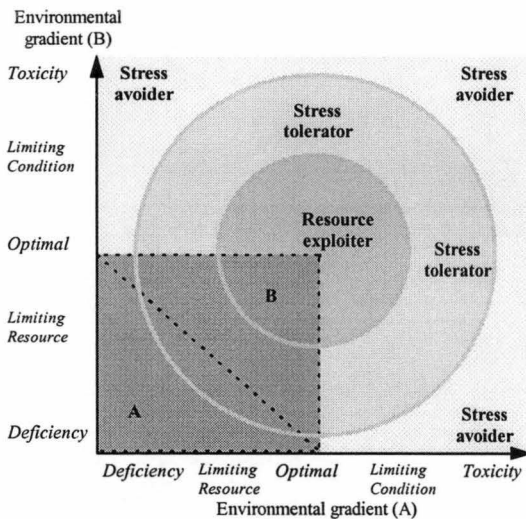 Environmental
gradient (B)
Toxicity
Stress
avoider
Stress
avoider
Stress
tolerator
Limiting
Condition
Resource
exploiter
Optimal
Stress
tolerator
B
Limiting
Resource
A
Stress
avoider
Deficiency
Deficiency
Limiting
Resource
Optimal
Limiting
Condition
Toxicity
Environmental gradient (A)